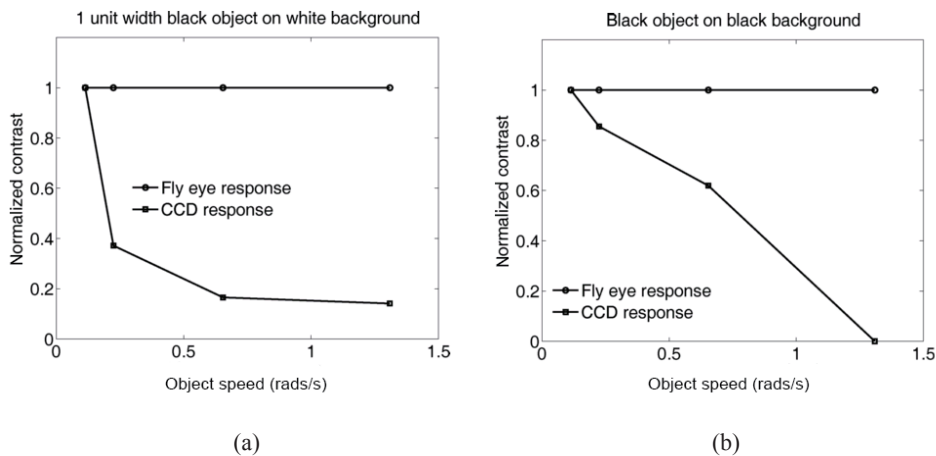 1 unit width black object on white background
1
0.8
0.6
0.4
0.2
0
0
0.5
1
1.5
Normalized contrast
Fly eye response
CCD response
Object speed (rads/s)
(a)
Black object on black background
1
0.8
0.6
0.4
0.2
0
0
0.5
1
1.5
Normalized contrast
Fly eye response
CCD response
Object speed (rads/s)
(b)